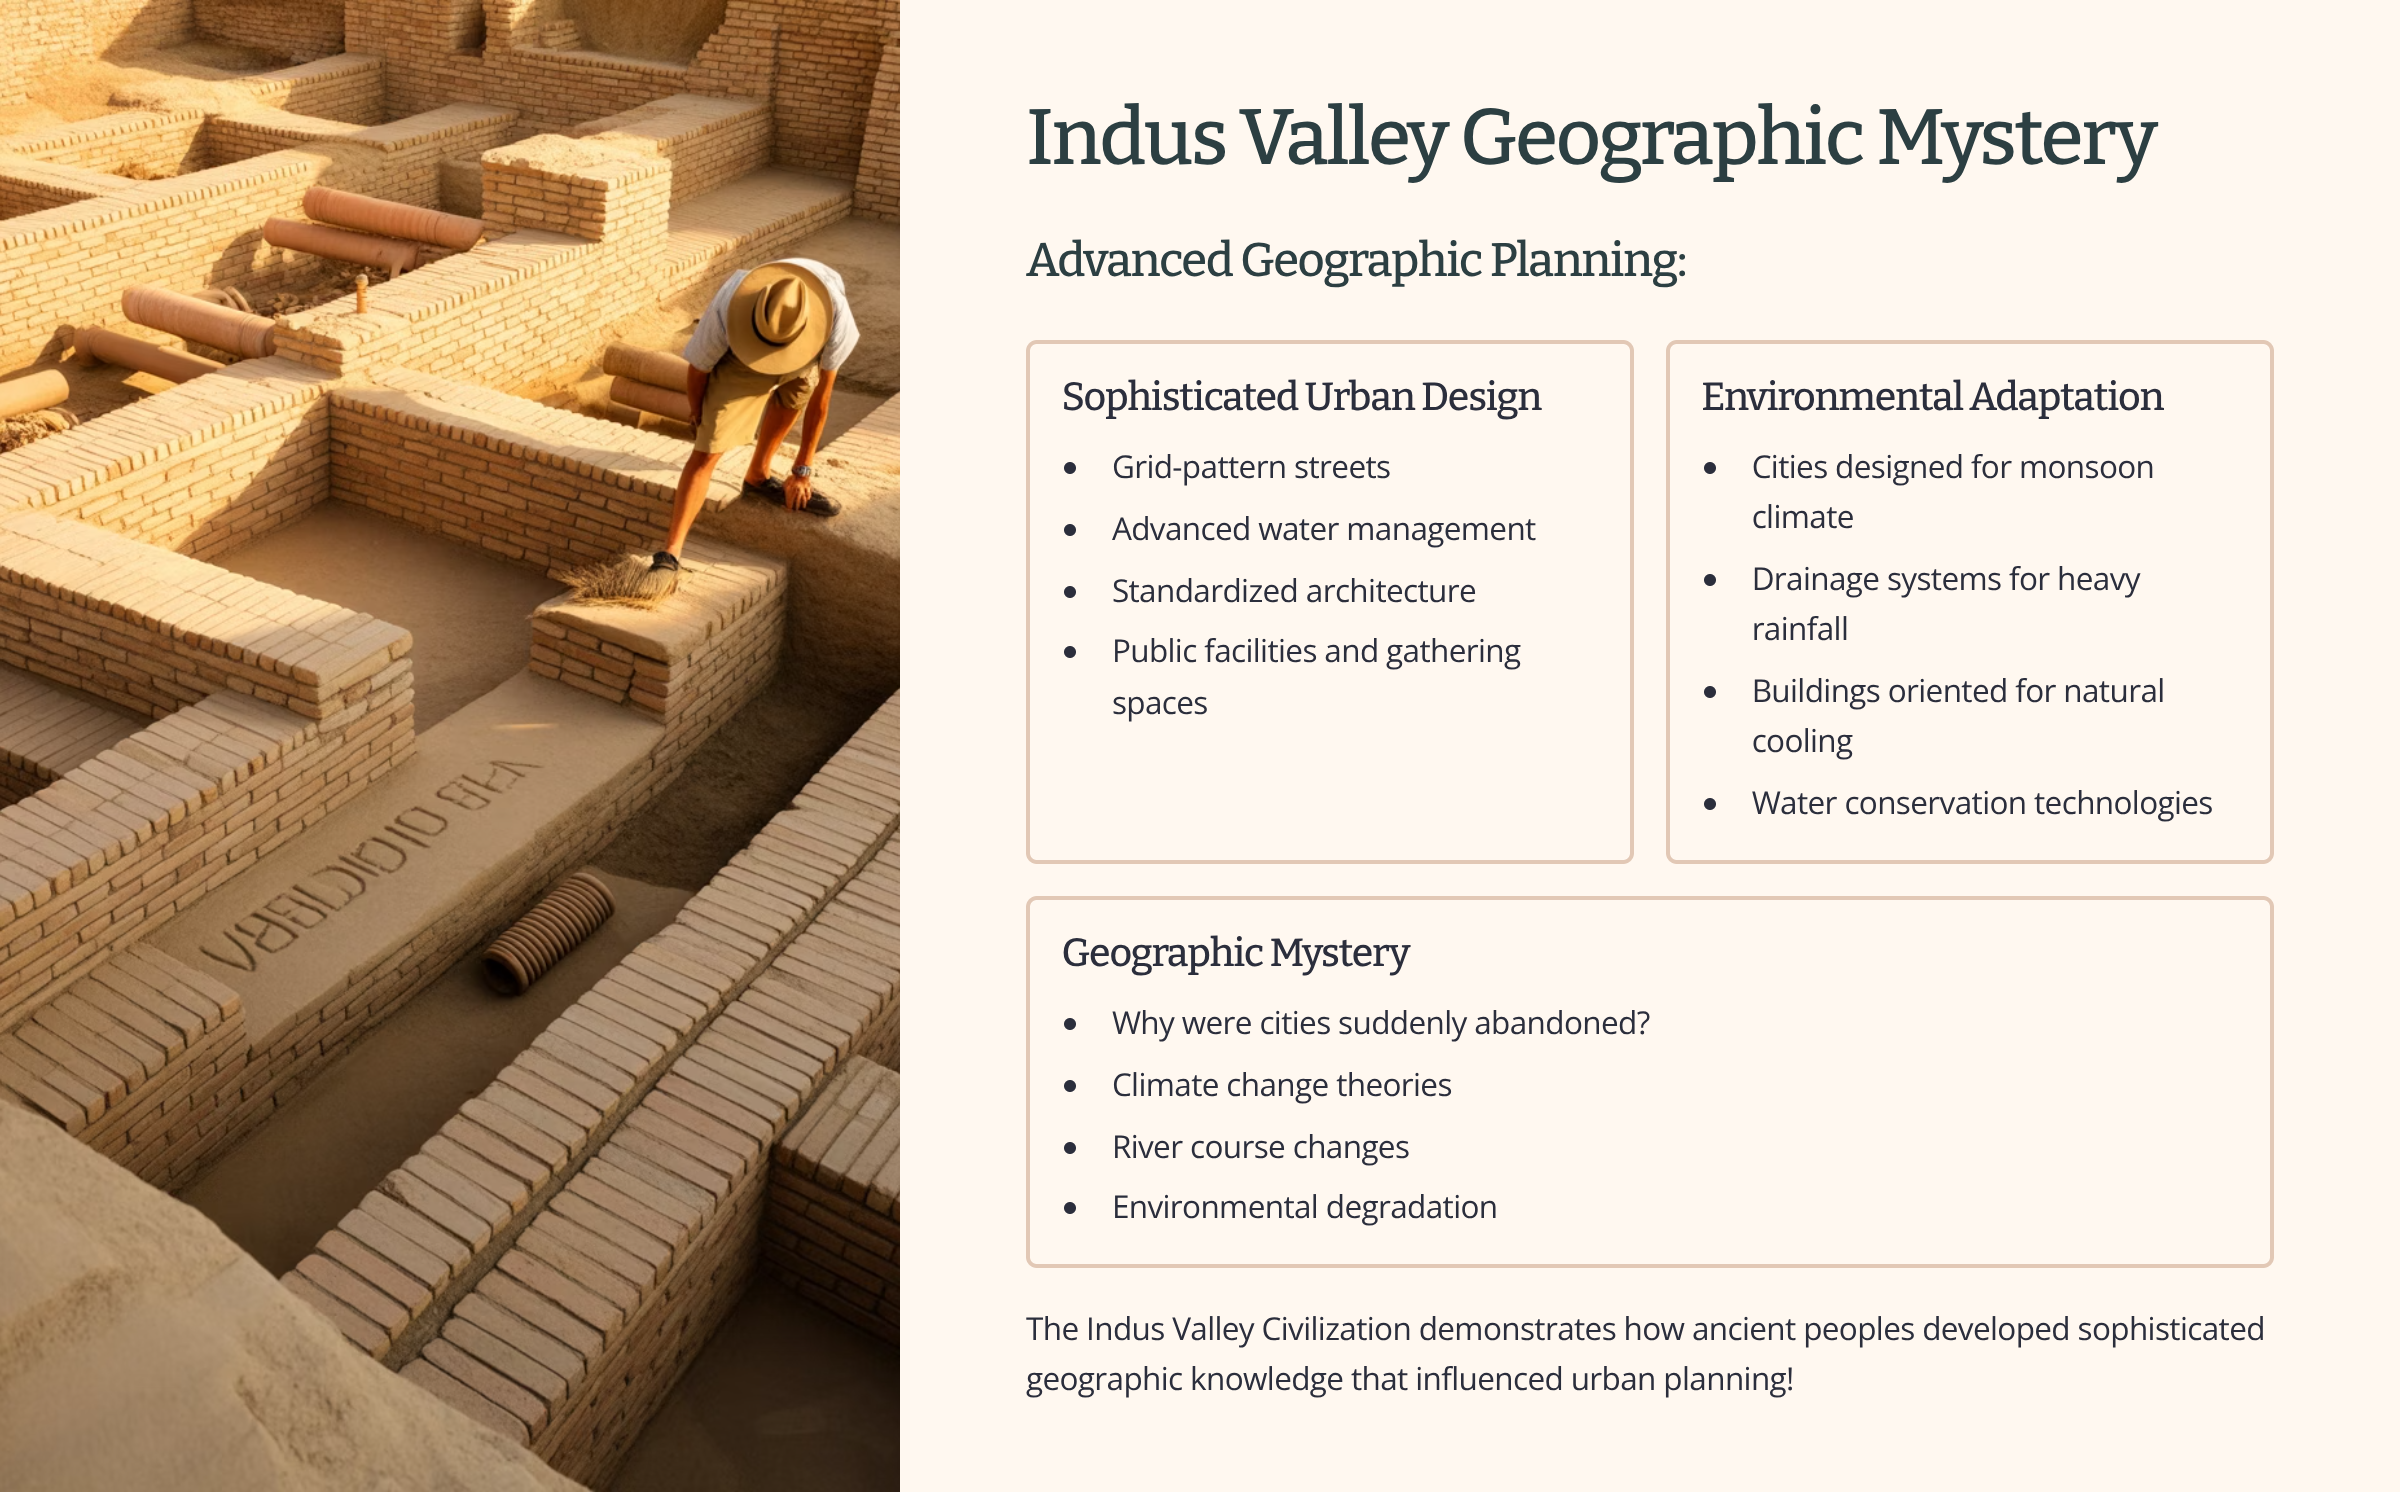 Indus Valley Geographic Mystery
Advanced Geographic Planning:
Sophisticated Urban Design
• Grid-pattern streets
• Advanced water management
• Standardized architecture
• Public facilities and gathering
spaces
Environmental Adaptation
• Cities designed for monsoon
climate
• Drainage systems for heavy
rainfall
• Buildings oriented for natural
cooling
• Water conservation technologies
Geographic Mystery
• Why were cities suddenly abandoned?
• Climate change theories
• River course changes
• Environmental degradation
The Indus Valley Civilization demonstrates how ancient peoples developed sophisticated
geographic knowledge that influenced urban planning!